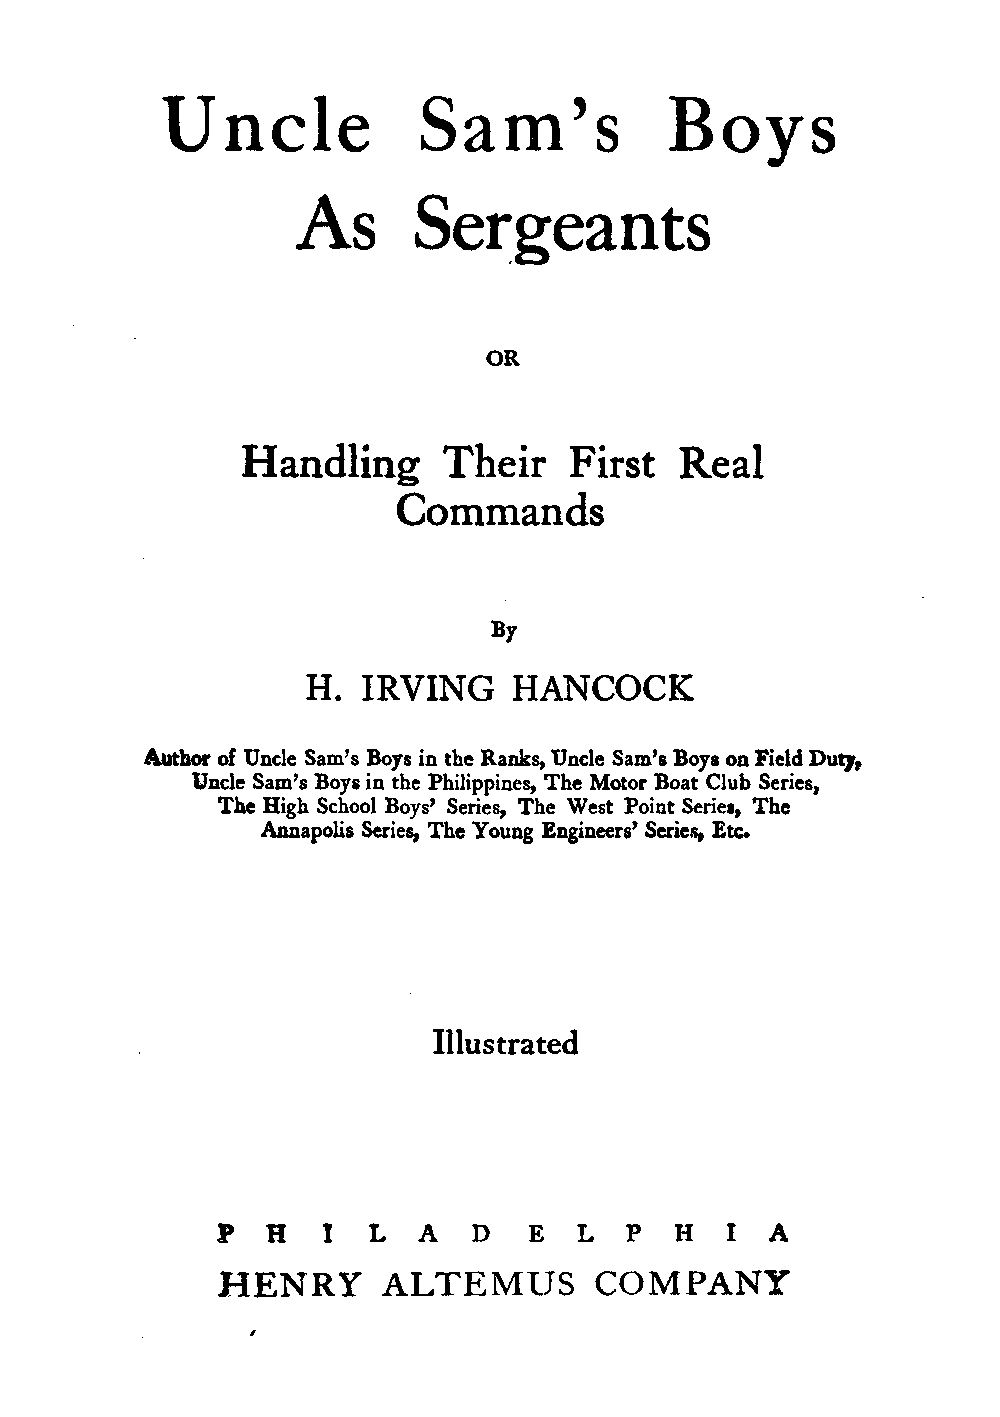 Uncle Sam's Boys
As Sergeants
OR
Handling Their First Real
Commands
By
H. IRVING HANCOCK
Author of Uncle Sam's Boys in the Ranks, Uncle Sam's Boys on Field Duty,
Uncle Sam's Boys in the Philippines, The Motor Boat Club Series,
The High School Boys' Series, The West Point Series, The
Annapolis Series, The Young Engineers' Series, Etc.
Illustrated
PHILADELPHIA
HENRY ALTEMUS COMPANY